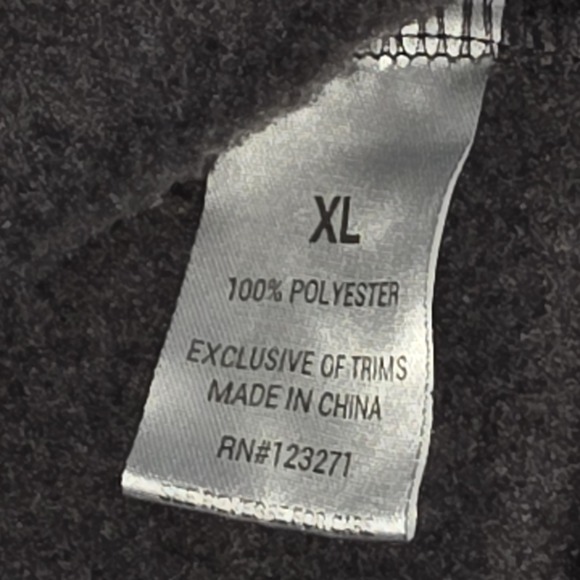 XL
100% POLYESTER
EXCLUSIVE OF TRIMS
MADE IN CHINA
RN#123271